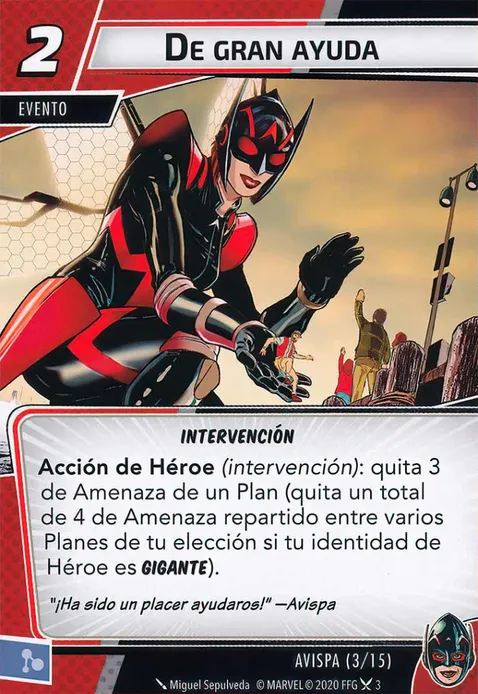 2
DE GRAN AYUDA
EVENTO
INTERVENCIÓN
Acción de Héroe (intervención): quita 3
de Amenaza de un Plan (quita un total
de 4 de Amenaza repartido entre varios
Planes de tu elección si tu identidad de
Héroe es GIGANTE).
"¡Ha sido un placer ayudaros!" —Avispa
AVISPA (3/15)
Miguel Sepulveda © MARVEL © 2020 FFG 3